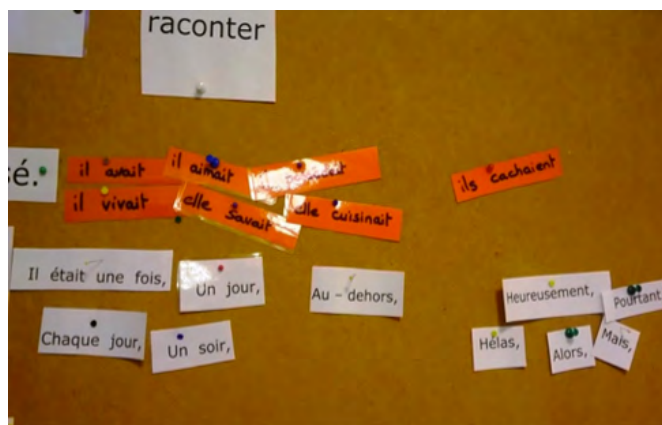 raconter
sé.
il avait
il aimait
ils cachaient
il vivait
elle savait
elle cuisinait
Il était une fois,
Un jour,
Au - dehors,
Heureusement,
Pourtant
Chaque jour,
Un soir,
Hélas,
Alors,
Mais,